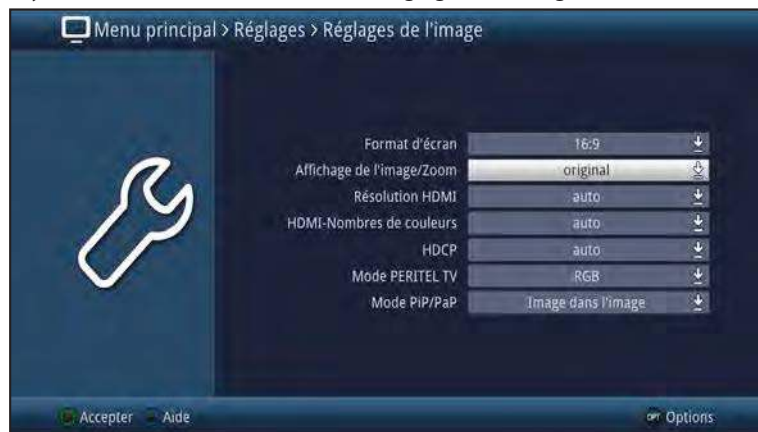 Menu principal > Réglages > Réglages de l'image
Format d'écran 16:9
Affichage de l'image/Zoom original
Résolution HDMI auto
HDMI-Nombres de couleurs auto
HDCP auto
Mode PERITEL TV RGB
Mode PiP/PaP Image dans l'image
Accepter Aide OPT Options